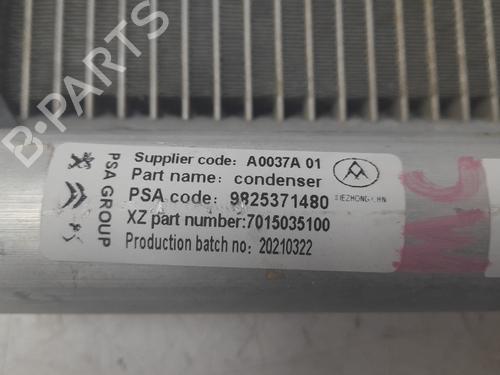 B-PARTS
PSA GROUP
Supplier code: A0037A 01
Part name: condenser
PSA code: 9825371480
XZ part number:7015035100
Production batch no: 20210322